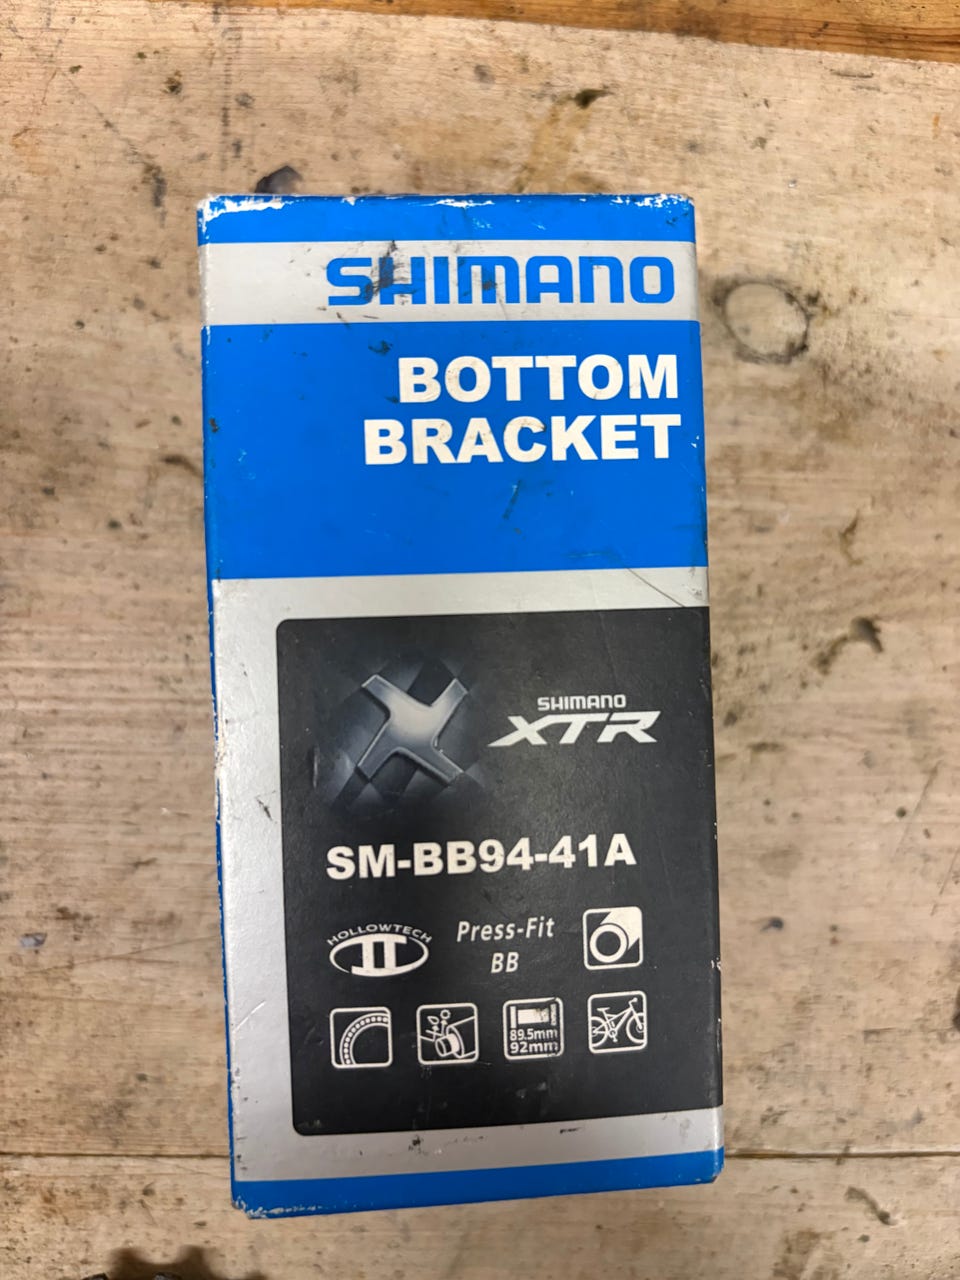 SHIMANO
BOTTOM
BRACKET
SHIMANO
XTR
SM-BB94-41A
HOLLOWTECH
II
Press-Fit
BB
89.5mm
92mm